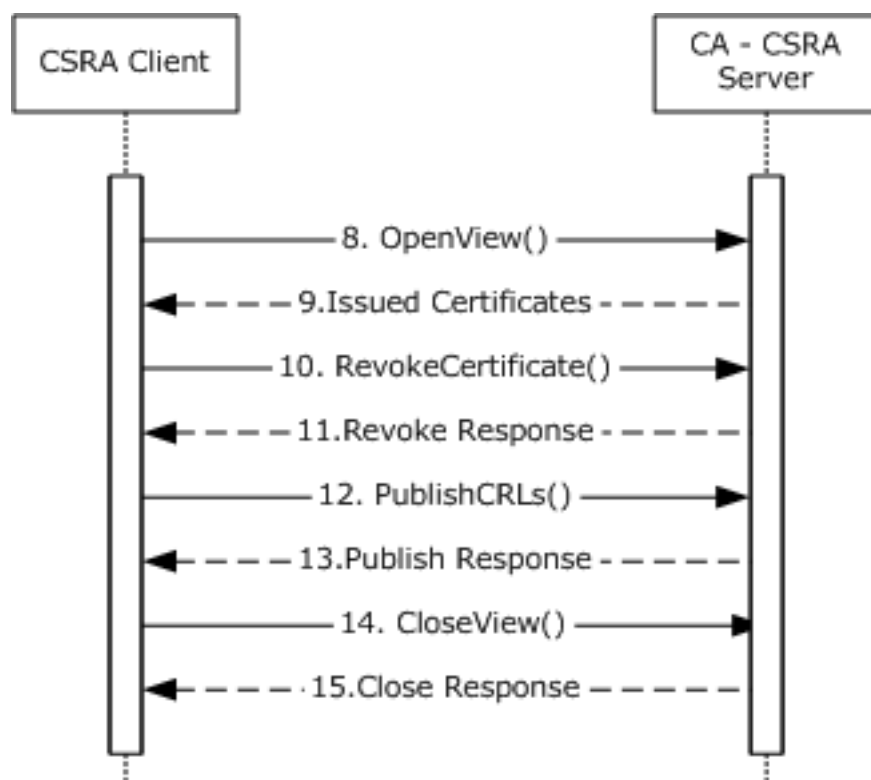 CSRA Client
CA - CSRA
Server
8. OpenView()
9.Issued Certificates
10. RevokeCertificate()
11.Revoke Response
12. PublishCRLs()
13.Publish Response
14. CloseView()
15.Close Response